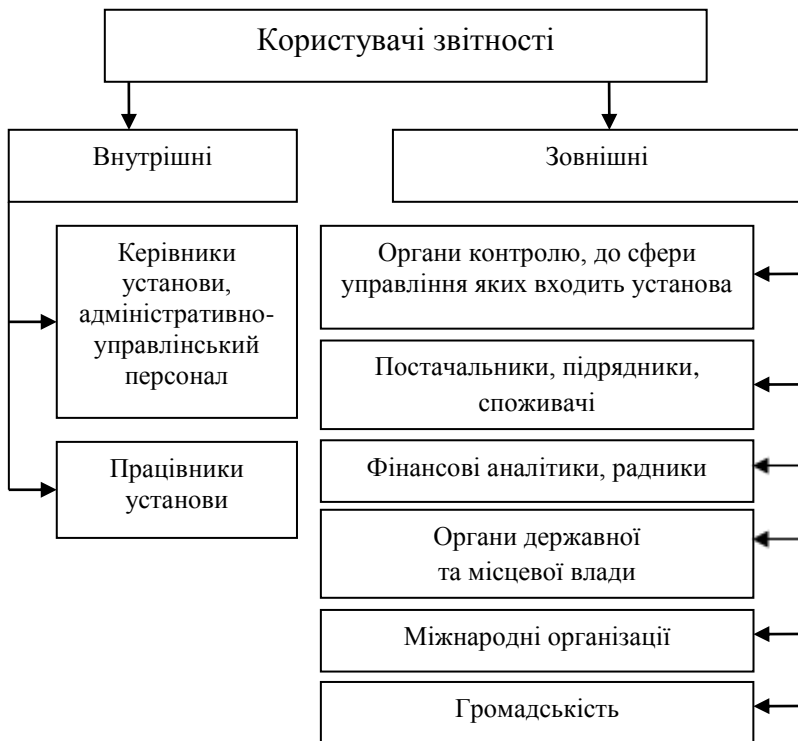 Користувачі звітності
Внутрішні
Зовнішні
Керівники
установи,
адміністративно-
управлінський
персонал
Працівники
установи
Органи контролю, до сфери
управління яких входить установа
Постачальники, підрядники,
споживачі
Фінансові аналітики, радники
Органи державної
та місцевої влади
Міжнародні організації
Громадськість